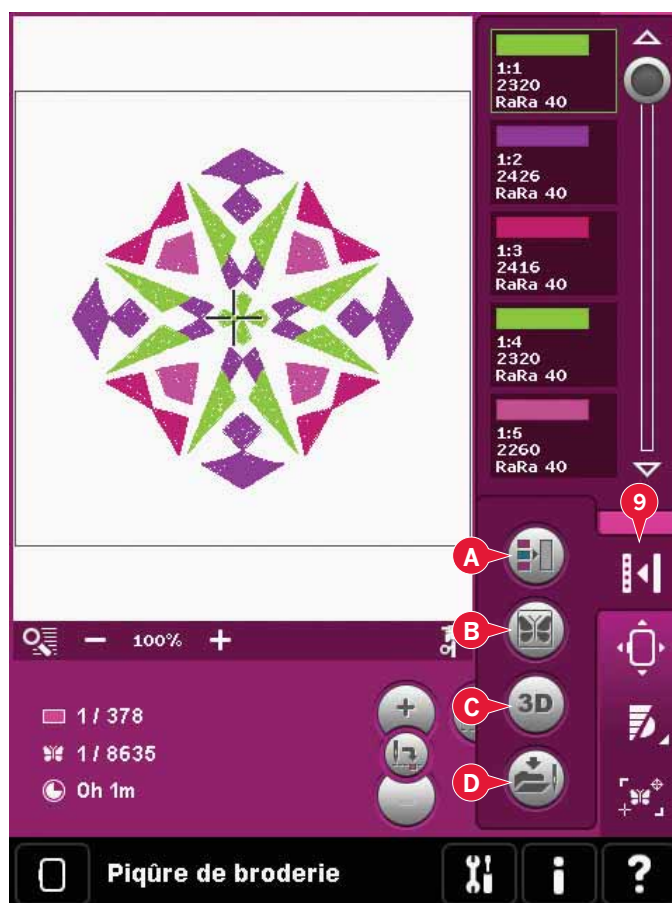 1:1
2320
RaRa 40
1:2
2426
RaRa 40
1:3
2416
RaRa 40
1:4
2320
RaRa 40
1:5
2260
RaRa 40
9
A
B
100%
C
3D
1 / 378
1 / 8635
D
0h 1m
Piqûre de broderie
i
?